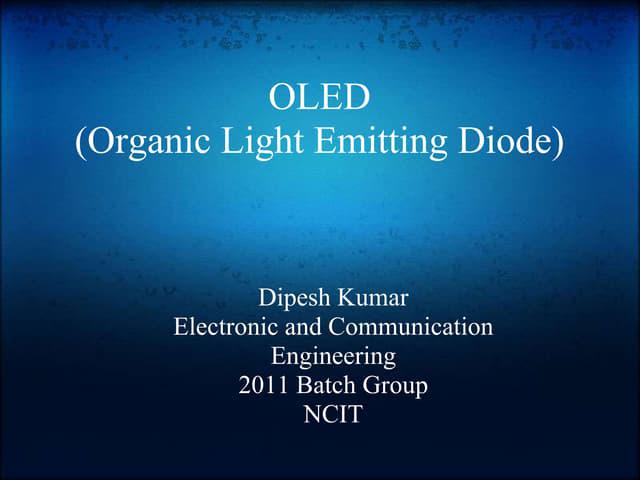 OLED
(Organic Light Emitting Diode)
Dipesh Kumar
Electronic and Communication
Engineering
2011 Batch Group
NCIT